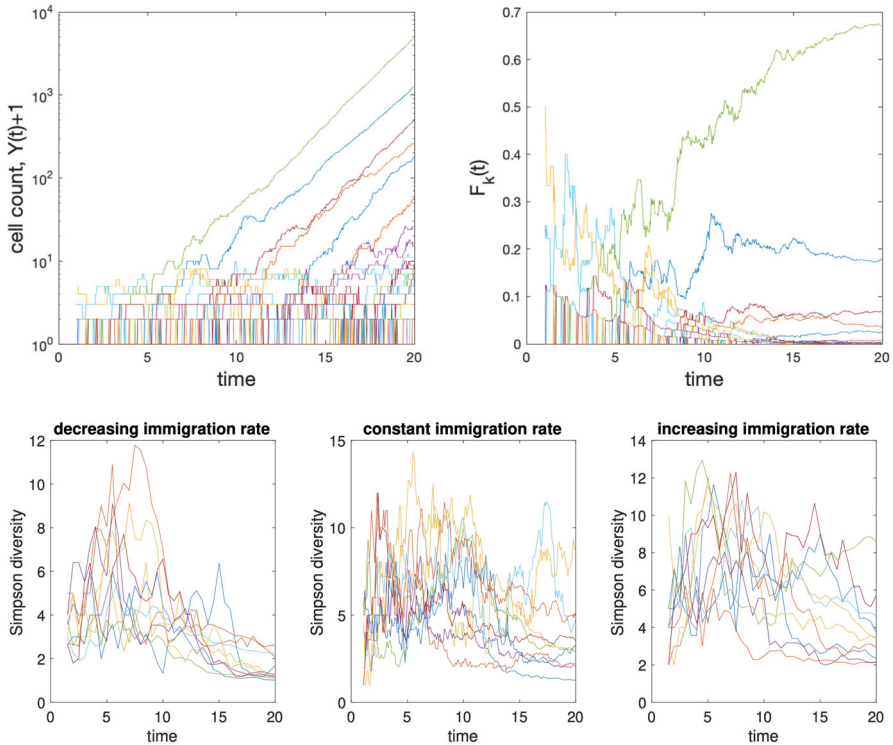 cell count, Y(t)+1
10^4
10^3
10^2
10^1
10^0
0 5 10 15 20
time
F_k(t)
0.7
0.6
0.5
0.4
0.3
0.2
0.1
0
0 5 10 15 20
time
decreasing immigration rate
Simpson diversity
12
10
8
6
4
2
0
0 5 10 15 20
time
constant immigration rate
Simpson diversity
15
10
5
0
0 5 10 15 20
time
increasing immigration rate
Simpson diversity
14
12
10
8
6
4
2
0
0 5 10 15 20
time